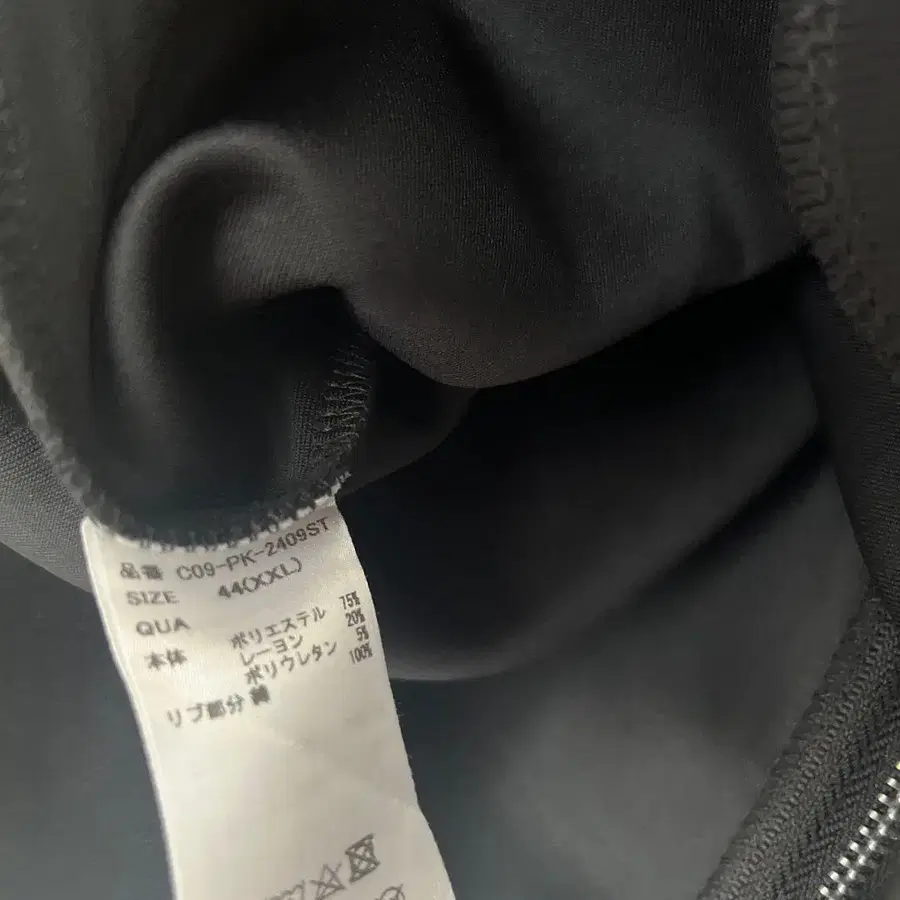 品番 C09-PK-2409ST
SIZE 44(XXL)
QUA
本体 ポリエステル 75%
レーヨン 20%
ポリウレタン 5%
リブ部分 綿 100%